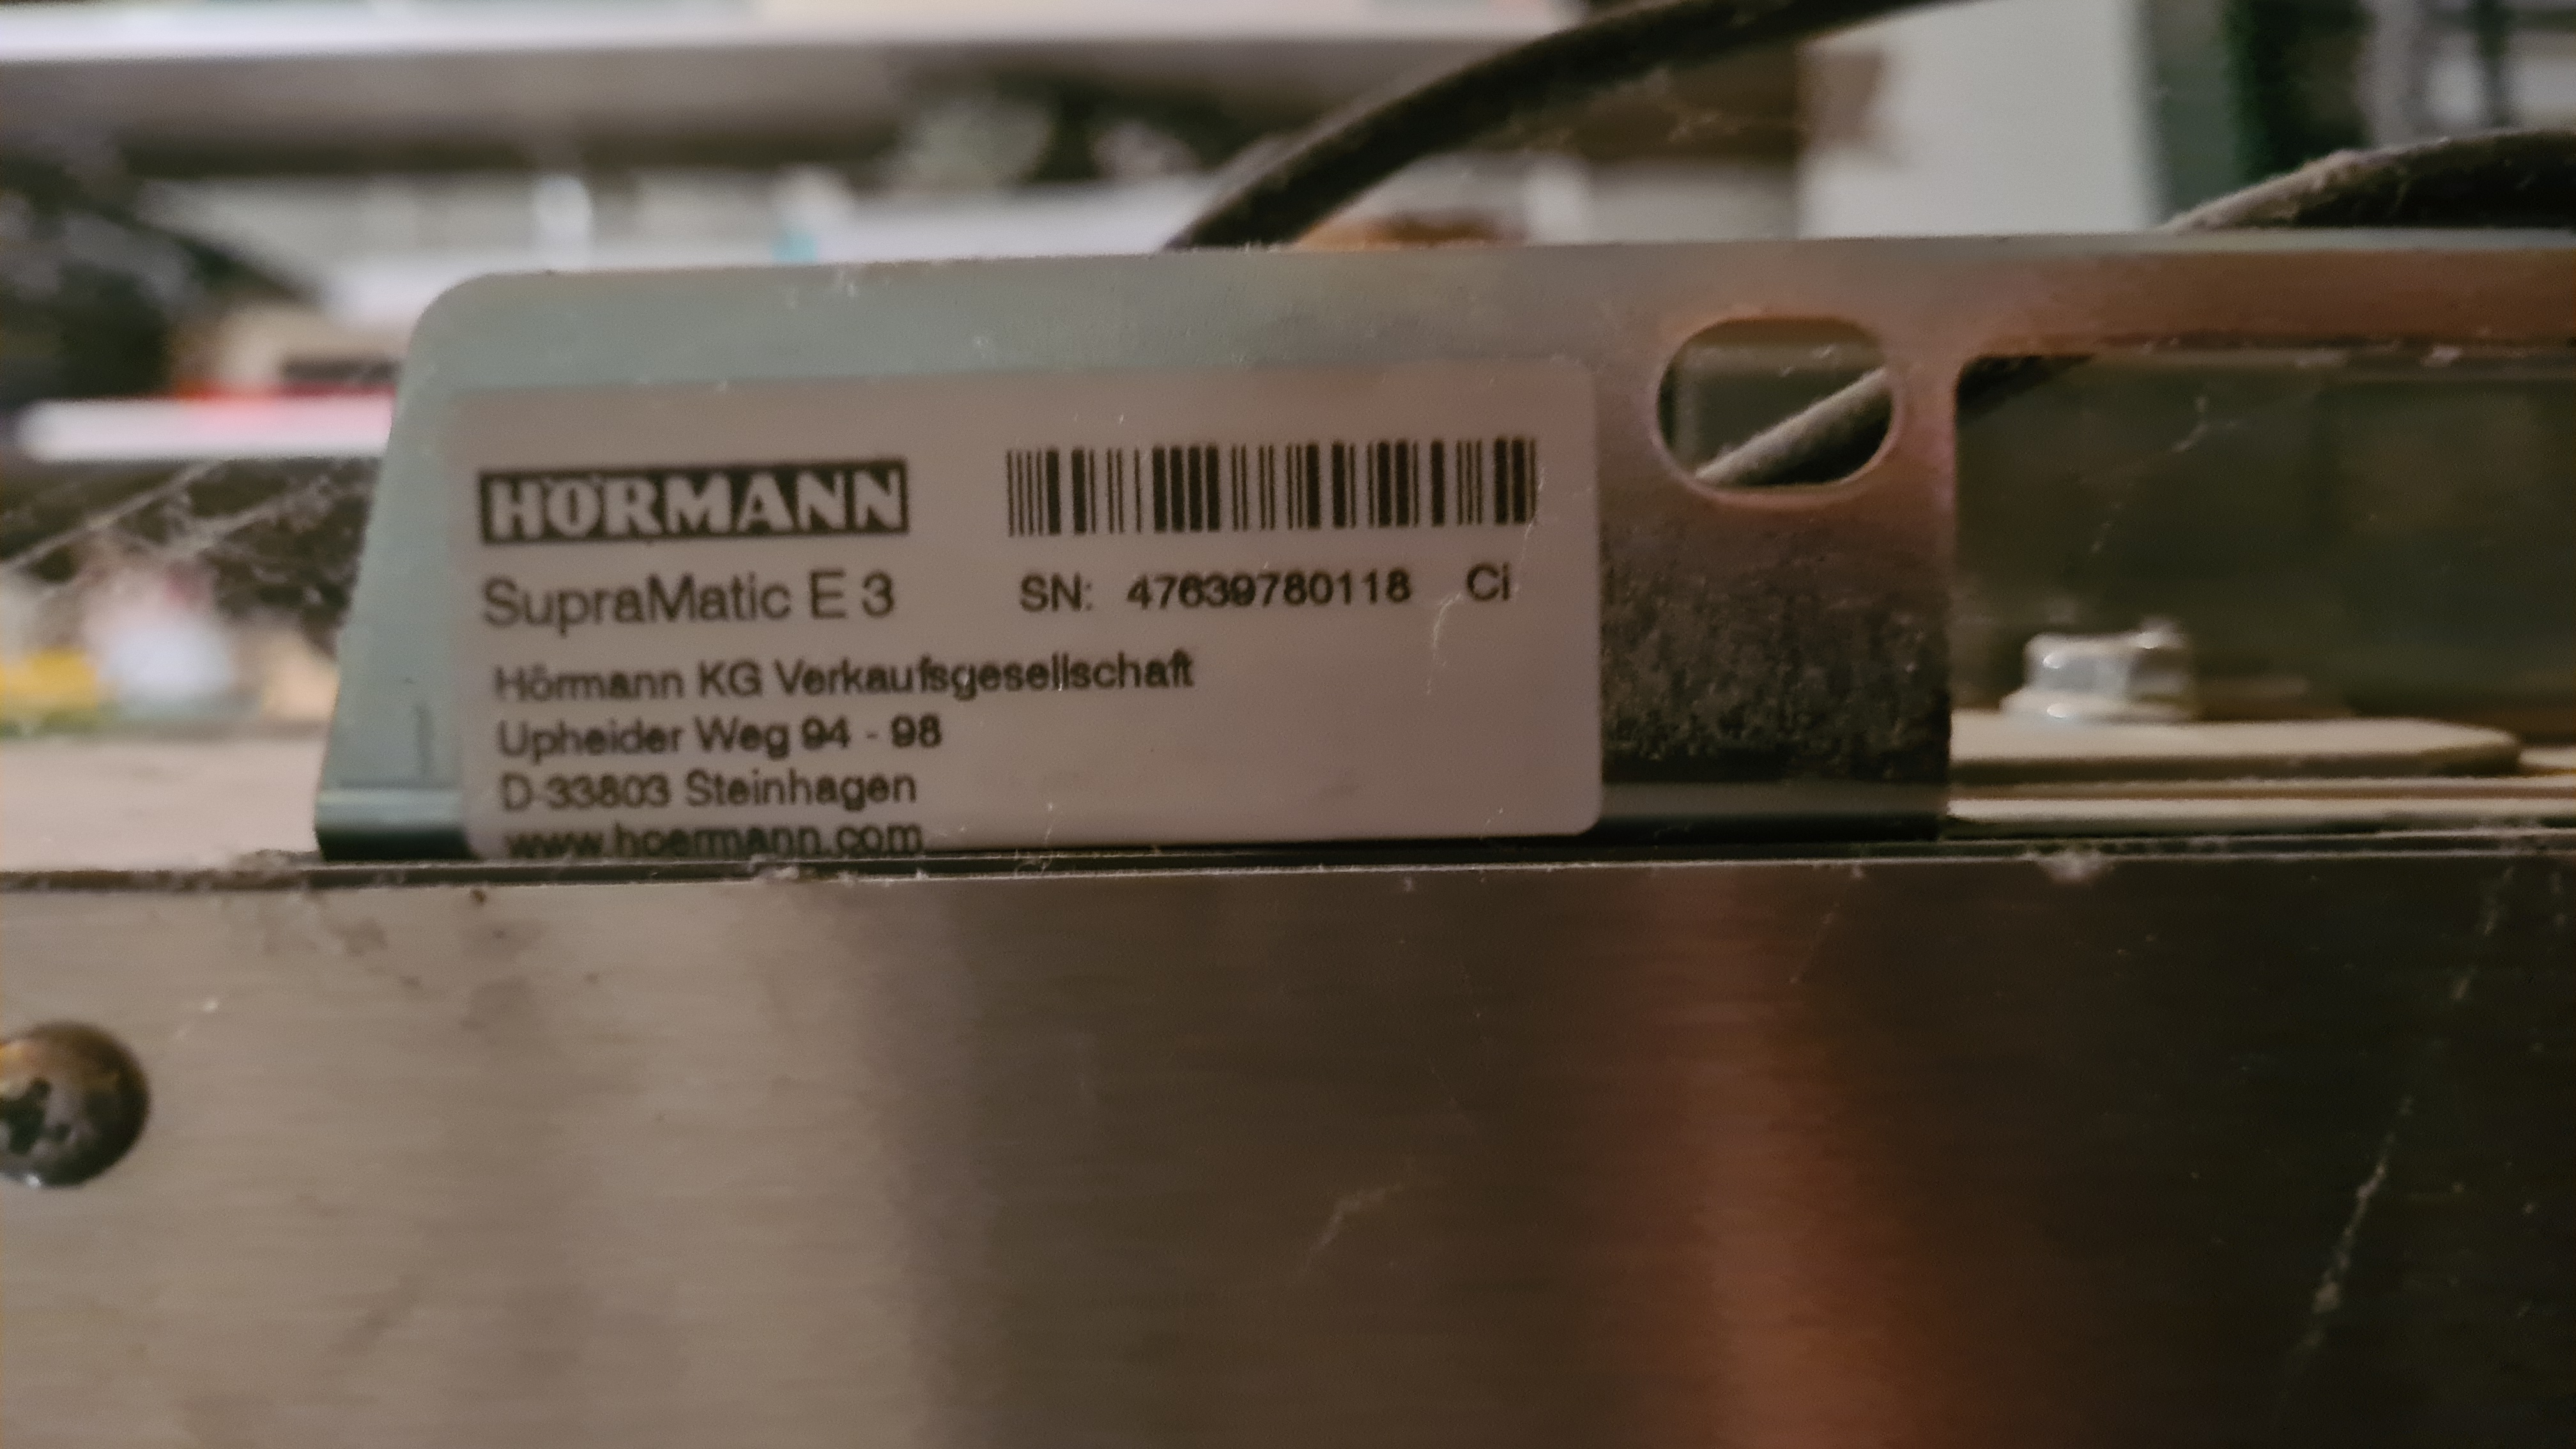 HÖRMANN
SupraMatic E 3 SN: 47639780118 Ci
Hörmann KG Verkaufsgesellschaft
Upheider Weg 94 - 98
D-33803 Steinhagen
www.hoermann.com